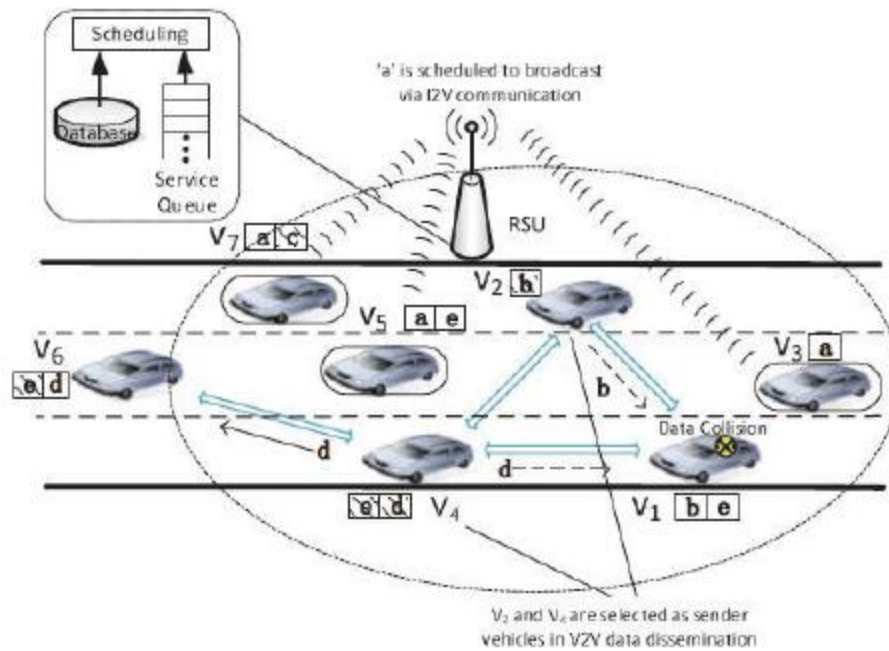 Scheduling
Database
Service
Queue
'a' is scheduled to broadcast
via I2V communication
RSU
V7 a c
V2 b
V5 a e
V6
e d
V3 a
b
Data Collision
d
d
e d V4
V1 b e
V2 and V4 are selected as sender
vehicles in V2V data dissemination